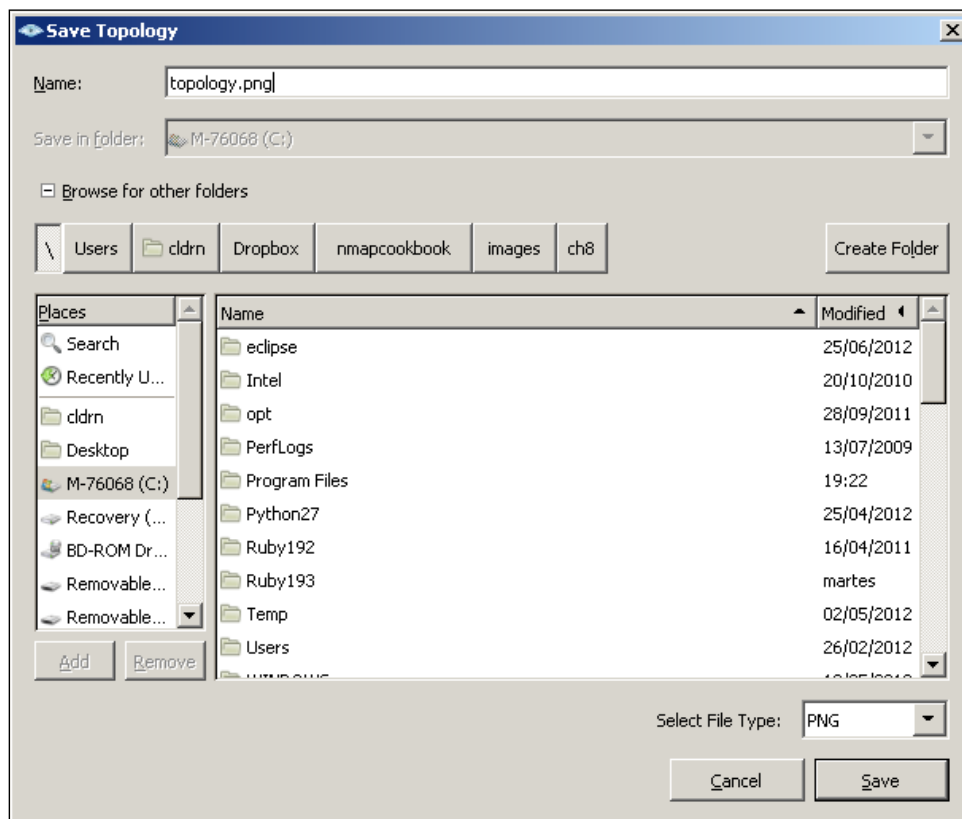 Save Topology
Name: topology.png
Save in folder: M-76068 (C:)
Browse for other folders
\ Users cldrn Dropbox nmapcookbook images ch8 Create Folder
Places
Search
Recently U...
cldrn
Desktop
M-76068 (C:)
Recovery (...
BD-ROM Dr...
Removable...
Removable...
Add Remove
Name Modified
eclipse 25/06/2012
Intel 20/10/2010
opt 28/09/2011
PerfLogs 13/07/2009
Program Files 19:22
Python27 25/04/2012
Ruby192 16/04/2011
Ruby193 martes
Temp 02/05/2012
Users 26/02/2012
Select File Type: PNG
Cancel Save